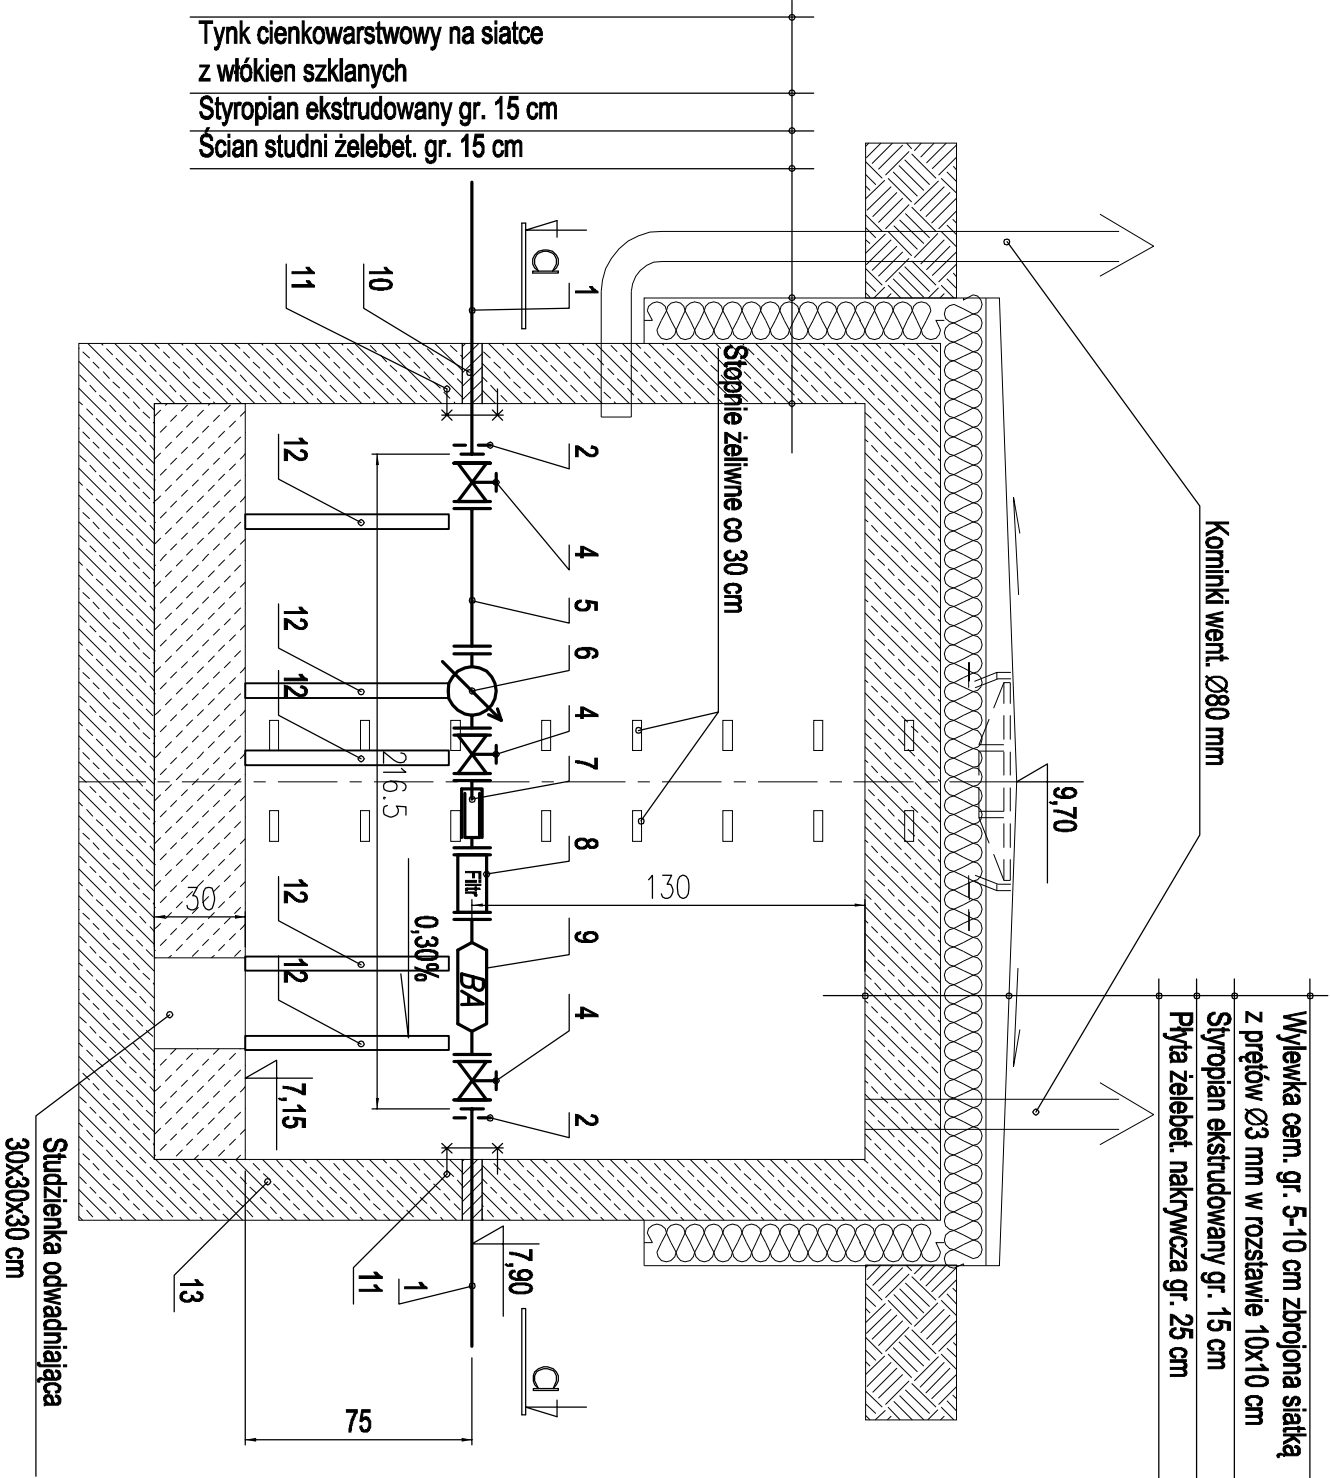 Tynk cienkowarstwowy na siatce
z włókien szklanych
Styropian ekstrudowany gr. 15 cm
Ścian studni żelebet. gr. 15 cm
Kominki went. Ø80 mm
Wylewka cem. gr. 5-10 cm zbrojona siatką
z prętów Ø3 mm w rozstawie 10x10 cm
Styropian ekstrudowany gr. 15 cm
Płyta żelebet. nakrywcza gr. 25 cm
9,70
Stopnie żeliwne co 30 cm
130
a
a
1
2
4
5
6
4
7
8
9
4
2
7,90
1
10
11
11
Filtr
BA
0,30%
216.5
12
12
12
12
12
30
7,15
75
13
Studzienka odwadniająca
30x30x30 cm